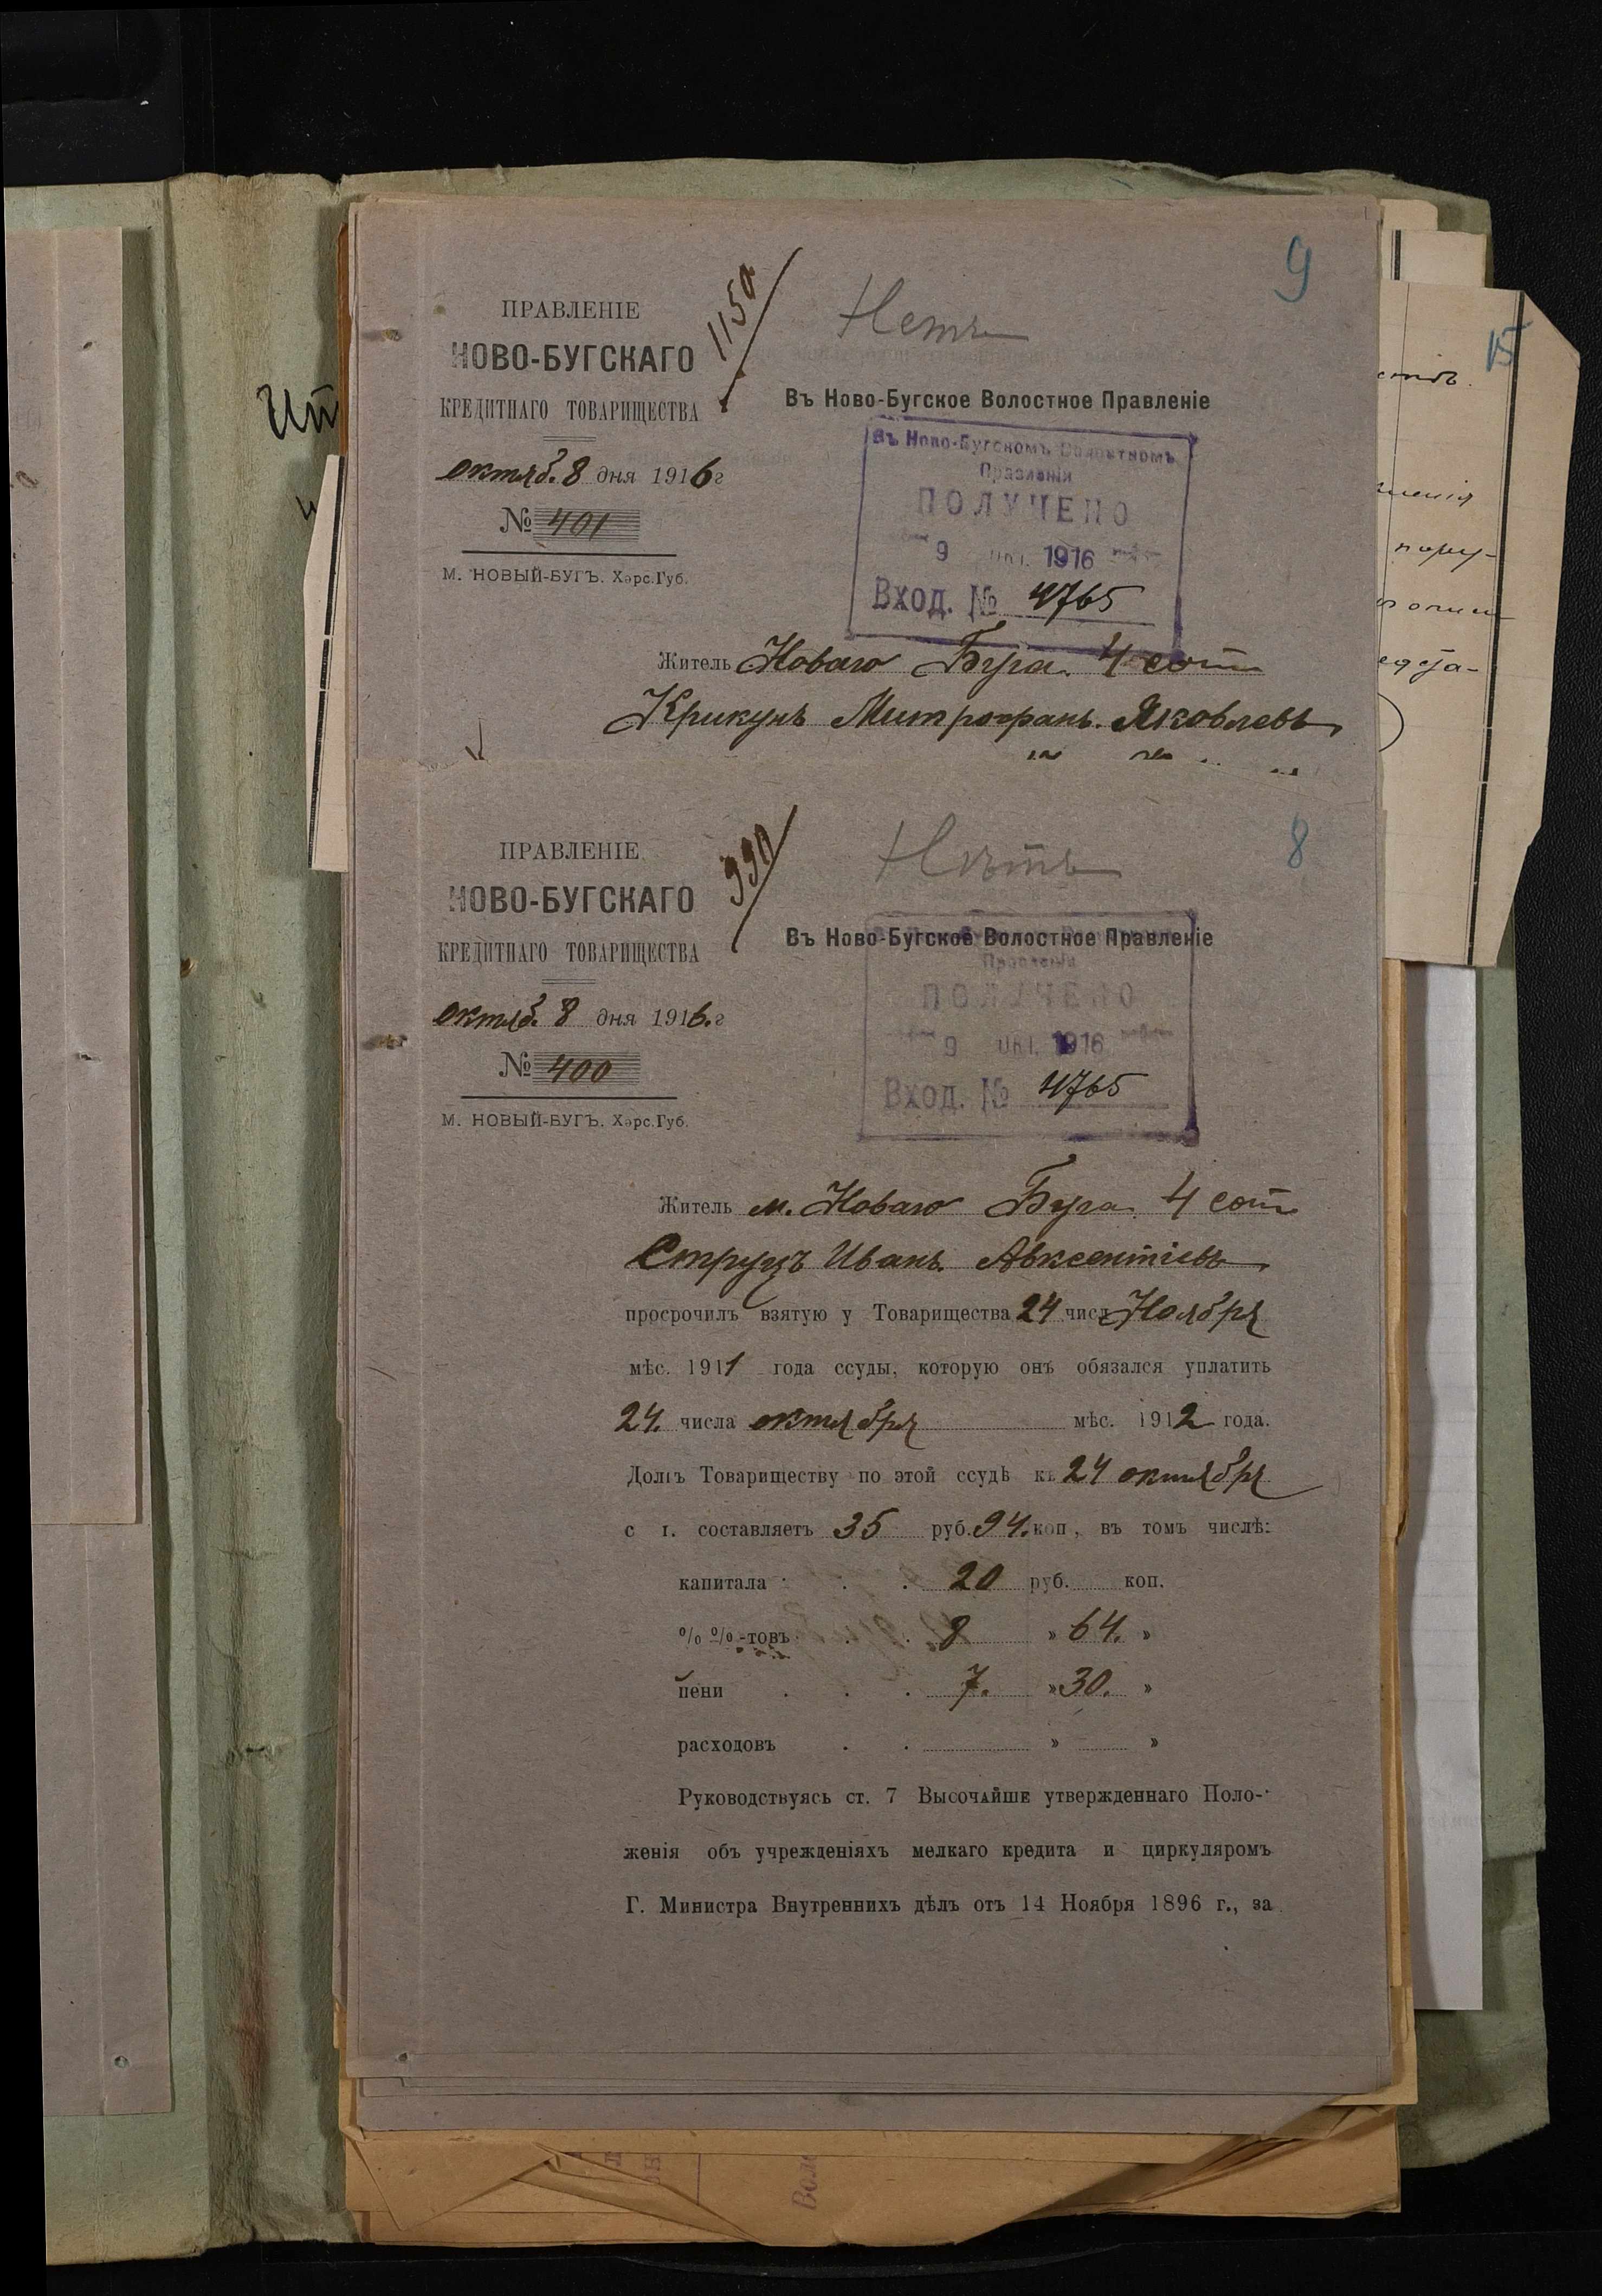 9
1150
Нетъ
ПРАВЛЕНІЕ
НОВО-БУГСКАГО
КРЕДИТНАГО ТОВАРИЩЕСТВА
октяб. 8 дня 1916 г
№ 401
М. НОВЫЙ-БУГЪ, Хэрс.Губ.
Въ Ново-Бугское Волостное Правленіе
Въ Ново-Бугскомъ Волостномъ
Правленіи
ПОЛУЧЕНО
9 Окт. 1916
Вход. № 4765
Житель Новаго Буга 4 сот
Крикунъ Митрофанъ Яковлевъ
15
8
990
Нѣтъ
ПРАВЛЕНІЕ
НОВО-БУГСКАГО
КРЕДИТНАГО ТОВАРИЩЕСТВА
октяб. 8 дня 1916. г
№ 400
М. НОВЫЙ-БУГЪ, Хэрс.Губ.
Въ Ново-Бугское Волостное Правленіе
Правленіи
ПОЛУЧЕНО
9 Окт. 1916
Вход. № 4765
Житель м. Новаго Буга 4 сот
Струцъ Иванъ Авксентіевъ
просрочилъ взятую у Товарищества 24 числ Ноября
мѣс. 1911 года ссуды, которую онъ обязался уплатить
24. числа октября мѣс. 1912 года.
Долгъ Товариществу по этой ссудѣ къ 24 октября
с г. составляетъ 35 руб. 94. коп, въ томъ числѣ:
капитала . . . 20 руб. коп.
% %-товъ . . . 8 » 64. »
пени . . . 7. » 30. »
расходовъ . . » »
Руководствуясь ст. 7 Высочайше утвержденнаго Поло-
женія объ учрежденіяхъ мелкаго кредита и циркуляромъ
Г. Министра Внутреннихъ дѣлъ отъ 14 Ноября 1896 г., за